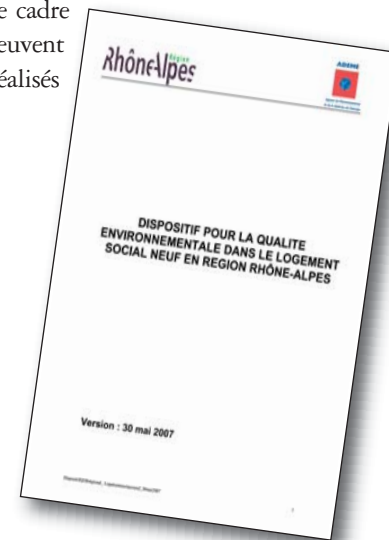 e cadre
euvent
éalisés
Région
RhôneAlpes
ADEME
DISPOSITIF POUR LA QUALITE
ENVIRONNEMENTALE DANS LE LOGEMENT
SOCIAL NEUF EN REGION RHÔNE-ALPES
Version : 30 mai 2007